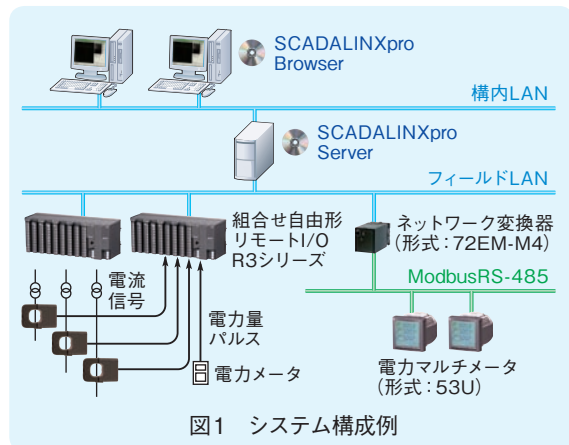 SCADALINXpro
Browser
構内LAN
SCADALINXpro
Server
フィールドLAN
組合せ自由形
リモートI/O
R3シリーズ
ネットワーク変換器
(形式:72EM-M4)
電流
信号
ModbusRS-485
電力量
パルス
電力メータ
電力マルチメータ
(形式:53U)
図1 システム構成例